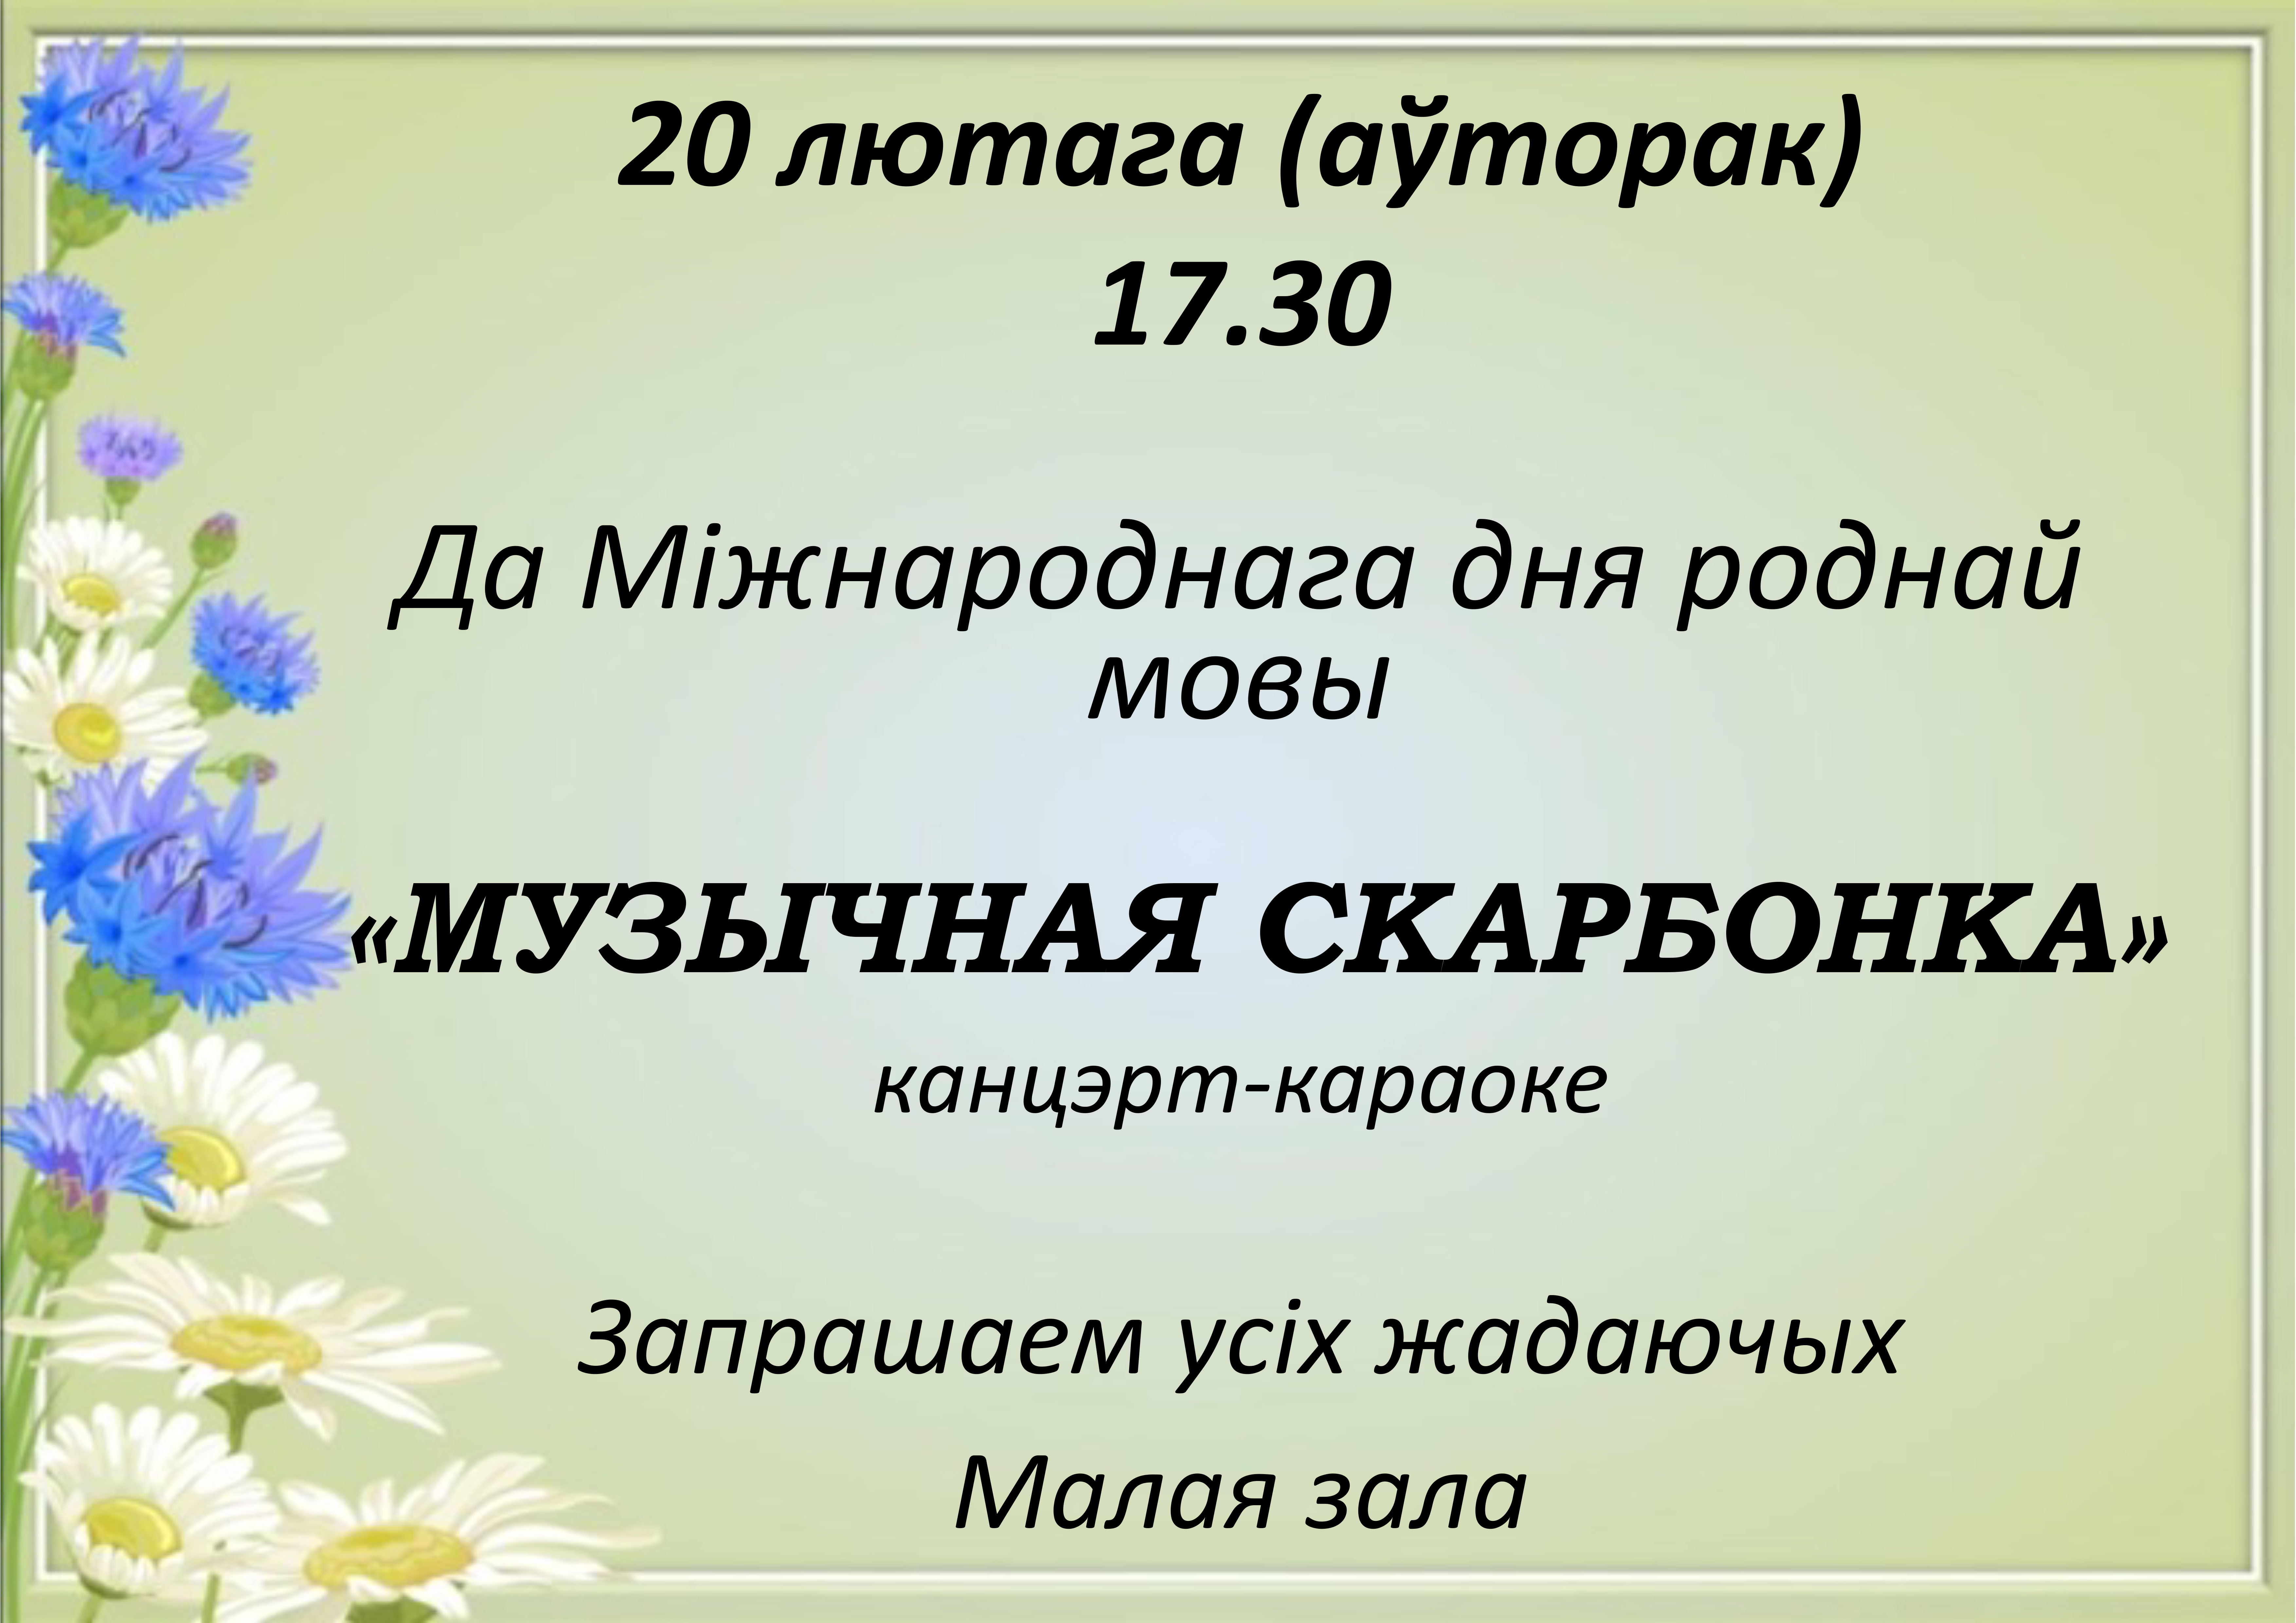 20 лютага (аўторак)
17.30
Да Міжнароднага дня роднай
мовы
«МУЗЫЧНАЯ СКАРБОНКА»
канцэрт-караоке
Запрашаем усіх жадаючых
Малая зала